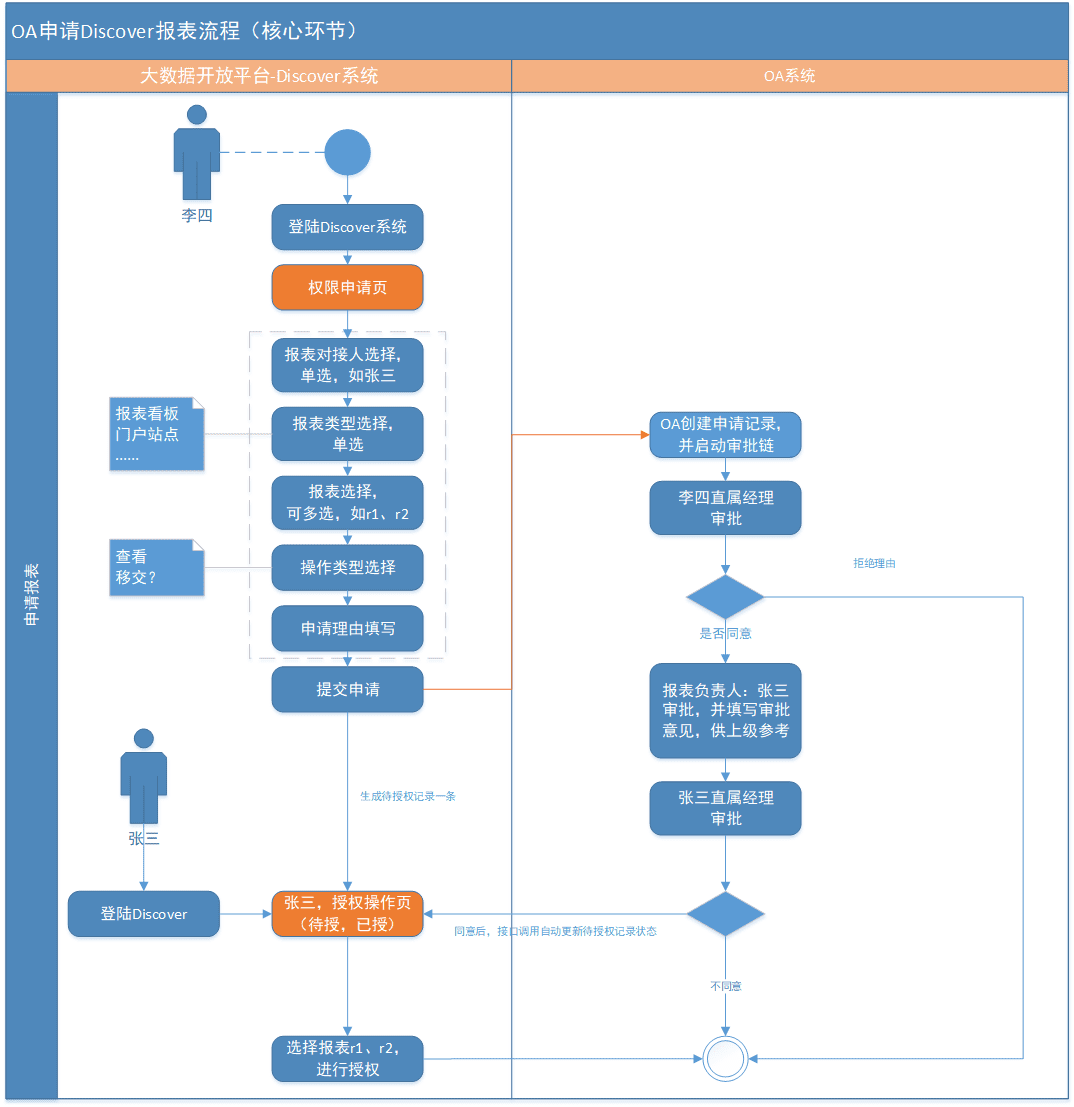 OA申请Discover报表流程（核心环节）
大数据开放平台-Discover系统
OA系统
申请报表
李四
登陆Discover系统
权限申请页
报表对接人选择，
单选，如张三
报表看板
门户站点
......
报表类型选择，
单选
报表选择，
可多选，如r1、r2
查看
移交？
操作类型选择
申请理由填写
提交申请
OA创建申请记录，
并启动审批链
李四直属经理
审批
拒绝理由
是否同意
报表负责人：张三
审批，并填写审批
意见，供上级参考
张三直属经理
审批
生成待授权记录一条
张三
登陆Discover
张三，授权操作页
（待授，已授）
同意后，接口调用自动更新待授权记录状态
不同意
选择报表r1、r2，
进行授权